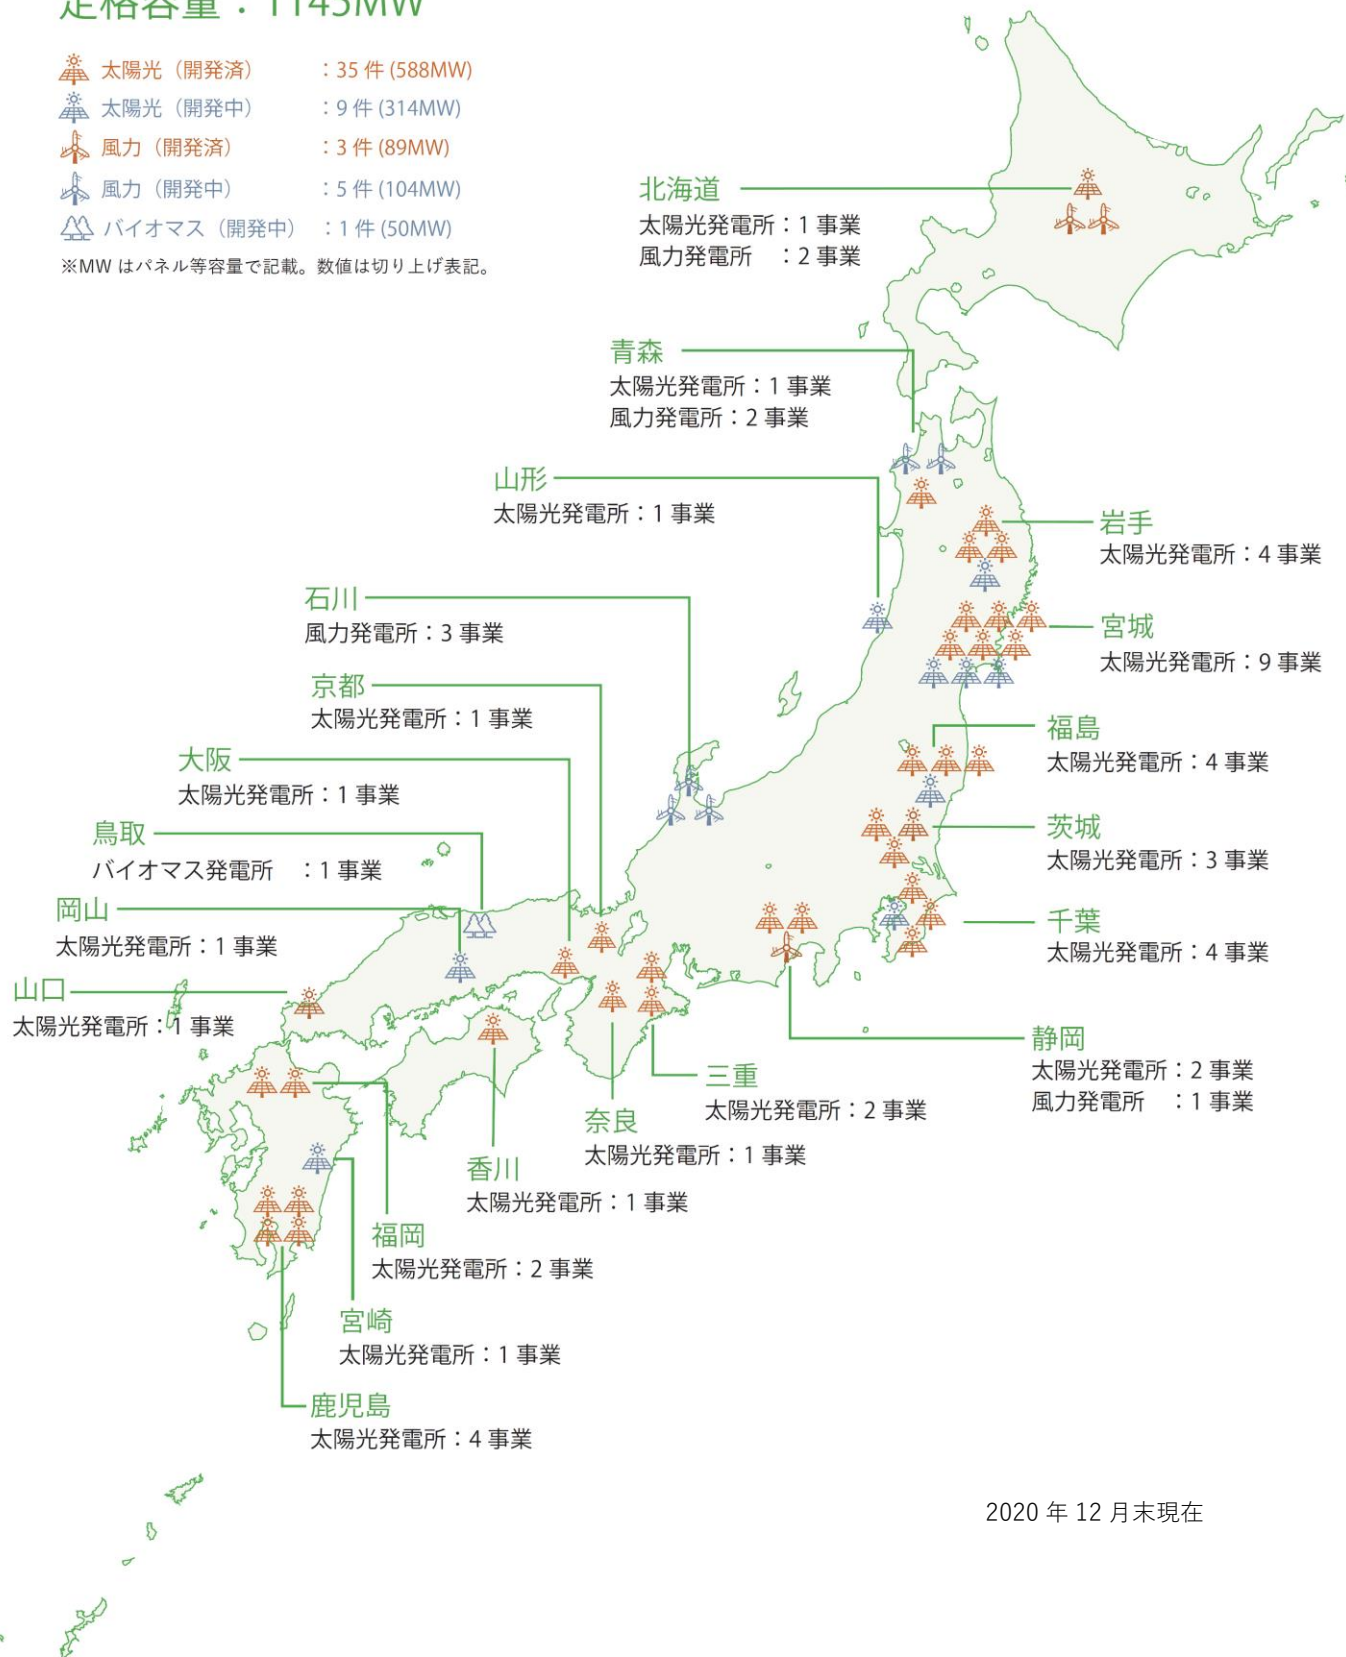 定格容量：1145MW
太陽光（開発済）：35 件 (588MW)
太陽光（開発中）：9 件 (314MW)
風力（開発済）：3 件 (89MW)
風力（開発中）：5 件 (104MW)
バイオマス（開発中）：1 件 (50MW)
※MW はパネル等容量で記載。数値は切り上げ表記。
北海道
太陽光発電所：1 事業
風力発電所　：2 事業
青森
太陽光発電所：1 事業
風力発電所：2 事業
山形
太陽光発電所：1 事業
岩手
太陽光発電所：4 事業
石川
風力発電所：3 事業
宮城
太陽光発電所：9 事業
京都
太陽光発電所：1 事業
福島
太陽光発電所：4 事業
大阪
太陽光発電所：1 事業
茨城
太陽光発電所：3 事業
鳥取
バイオマス発電所　：1 事業
岡山
太陽光発電所：1 事業
千葉
太陽光発電所：4 事業
山口
太陽光発電所：1 事業
静岡
太陽光発電所：2 事業
風力発電所　：1 事業
三重
太陽光発電所：2 事業
奈良
太陽光発電所：1 事業
香川
太陽光発電所：1 事業
福岡
太陽光発電所：2 事業
宮崎
太陽光発電所：1 事業
鹿児島
太陽光発電所：4 事業
2020 年 12 月末現在